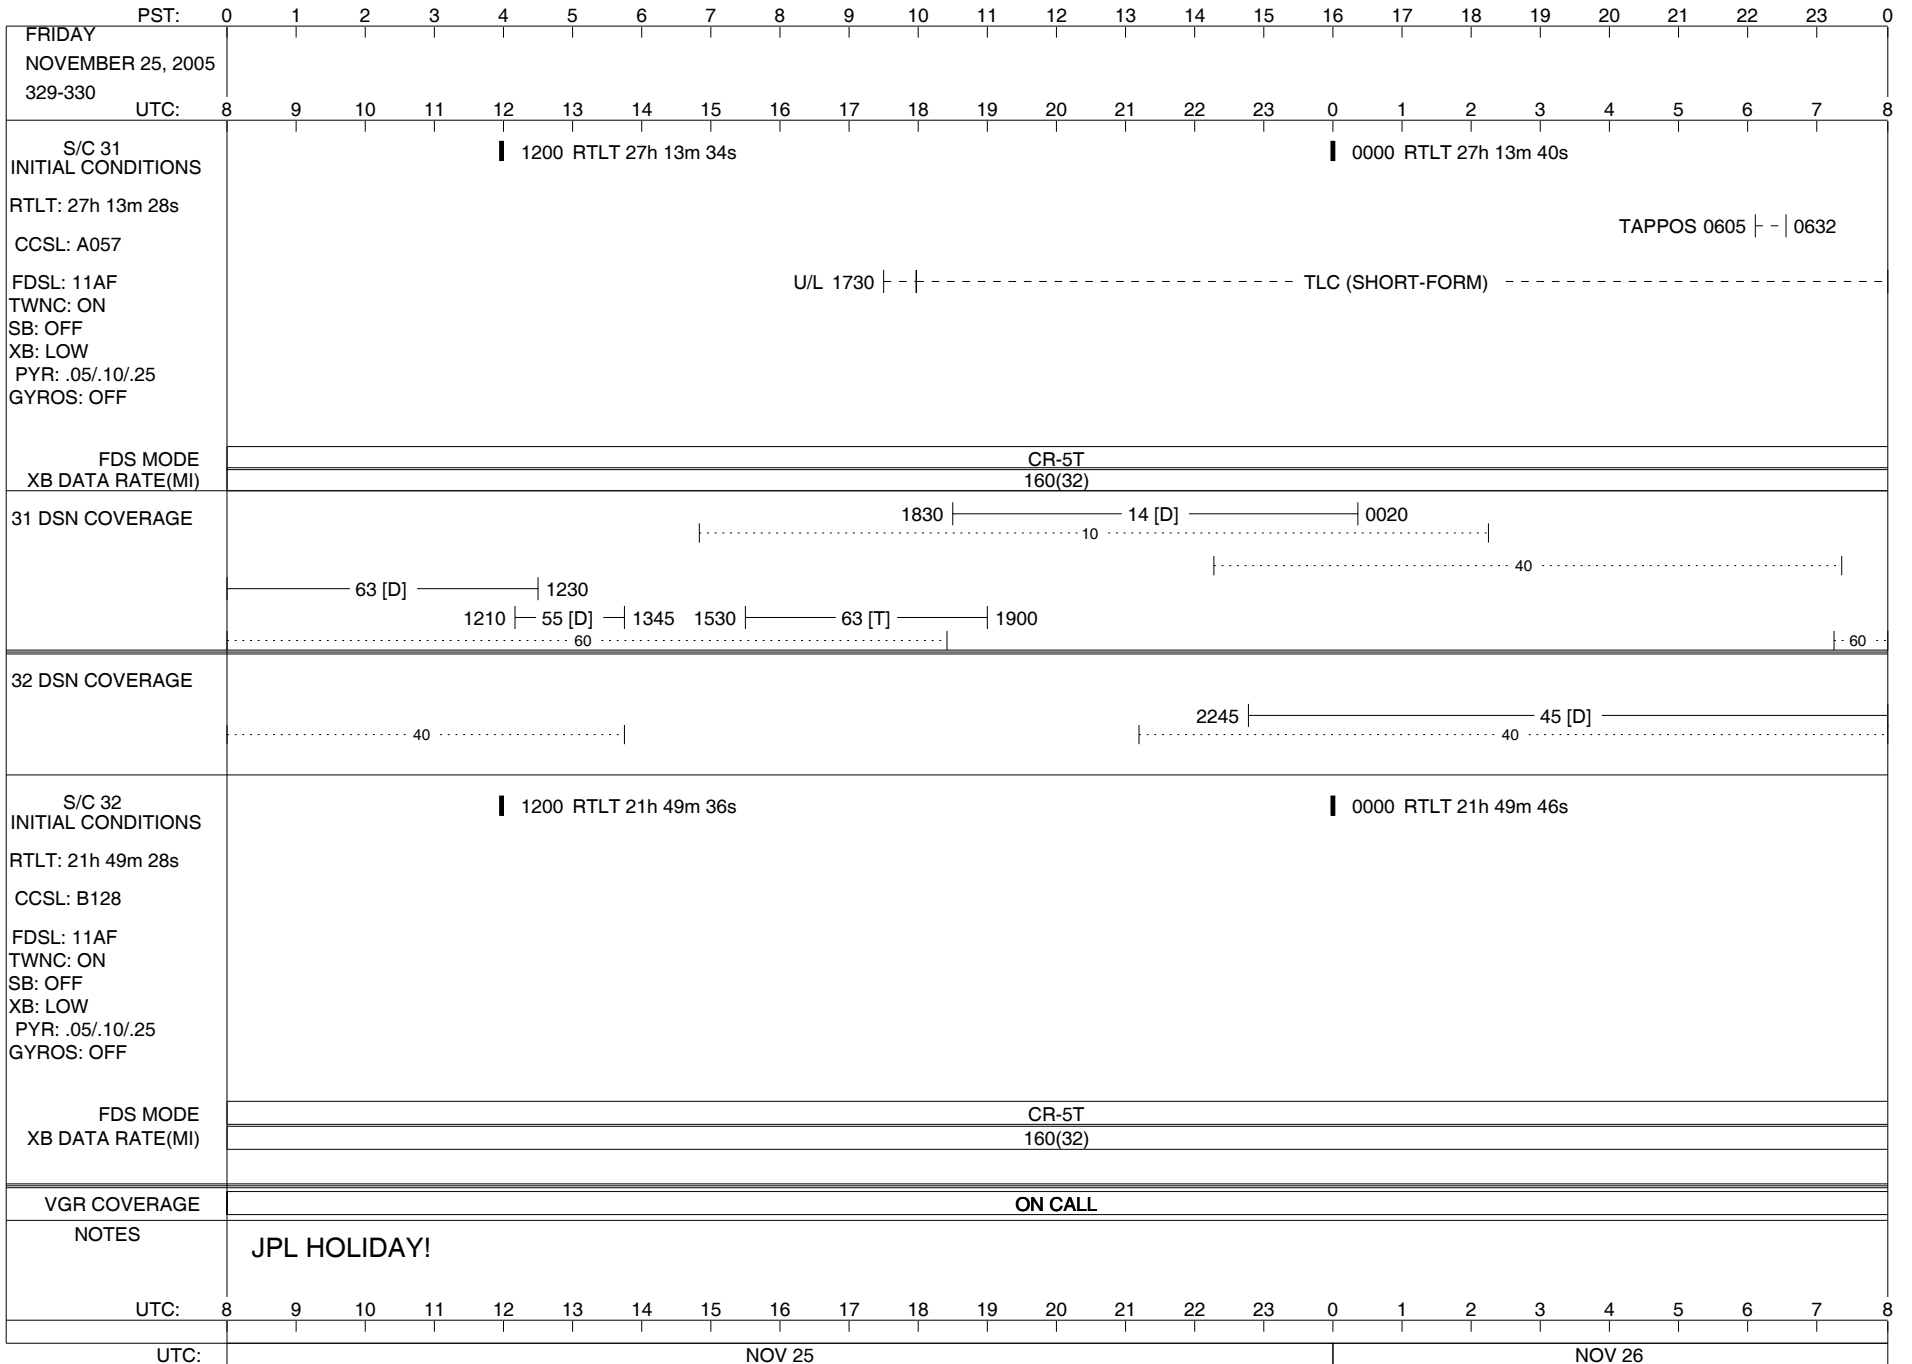 PST: 0 1 2 3 4 5 6 7 8 9 10 11 12 13 14 15 16 17 18 19 20 21 22 23 0
FRIDAY
NOVEMBER 25, 2005
329-330
UTC: 8 9 10 11 12 13 14 15 16 17 18 19 20 21 22 23 0 1 2 3 4 5 6 7 8
S/C 31
INITIAL CONDITIONS
1200 RTLT 27h 13m 34s
0000 RTLT 27h 13m 40s
RTLT: 27h 13m 28s
TAPPOS 0605 0632
CCSL: A057
FDSL: 11AF
U/L 1730 TLC (SHORT-FORM)
TWNC: ON
SB: OFF
XB: LOW
PYR: .05/.10/.25
GYROS: OFF
FDS MODE CR-5T
XB DATA RATE(MI) 160(32)
31 DSN COVERAGE
1830 14 [D] 0020
10
40
63 [D] 1230
1210 55 [D] 1345 1530 63 [T] 1900
60 60
32 DSN COVERAGE
2245 45 [D]
40 40
S/C 32
INITIAL CONDITIONS
1200 RTLT 21h 49m 36s
0000 RTLT 21h 49m 46s
RTLT: 21h 49m 28s
CCSL: B128
FDSL: 11AF
TWNC: ON
SB: OFF
XB: LOW
PYR: .05/.10/.25
GYROS: OFF
FDS MODE CR-5T
XB DATA RATE(MI) 160(32)
VGR COVERAGE ON CALL
NOTES
JPL HOLIDAY!
UTC: 8 9 10 11 12 13 14 15 16 17 18 19 20 21 22 23 0 1 2 3 4 5 6 7 8
UTC: NOV 25 NOV 26